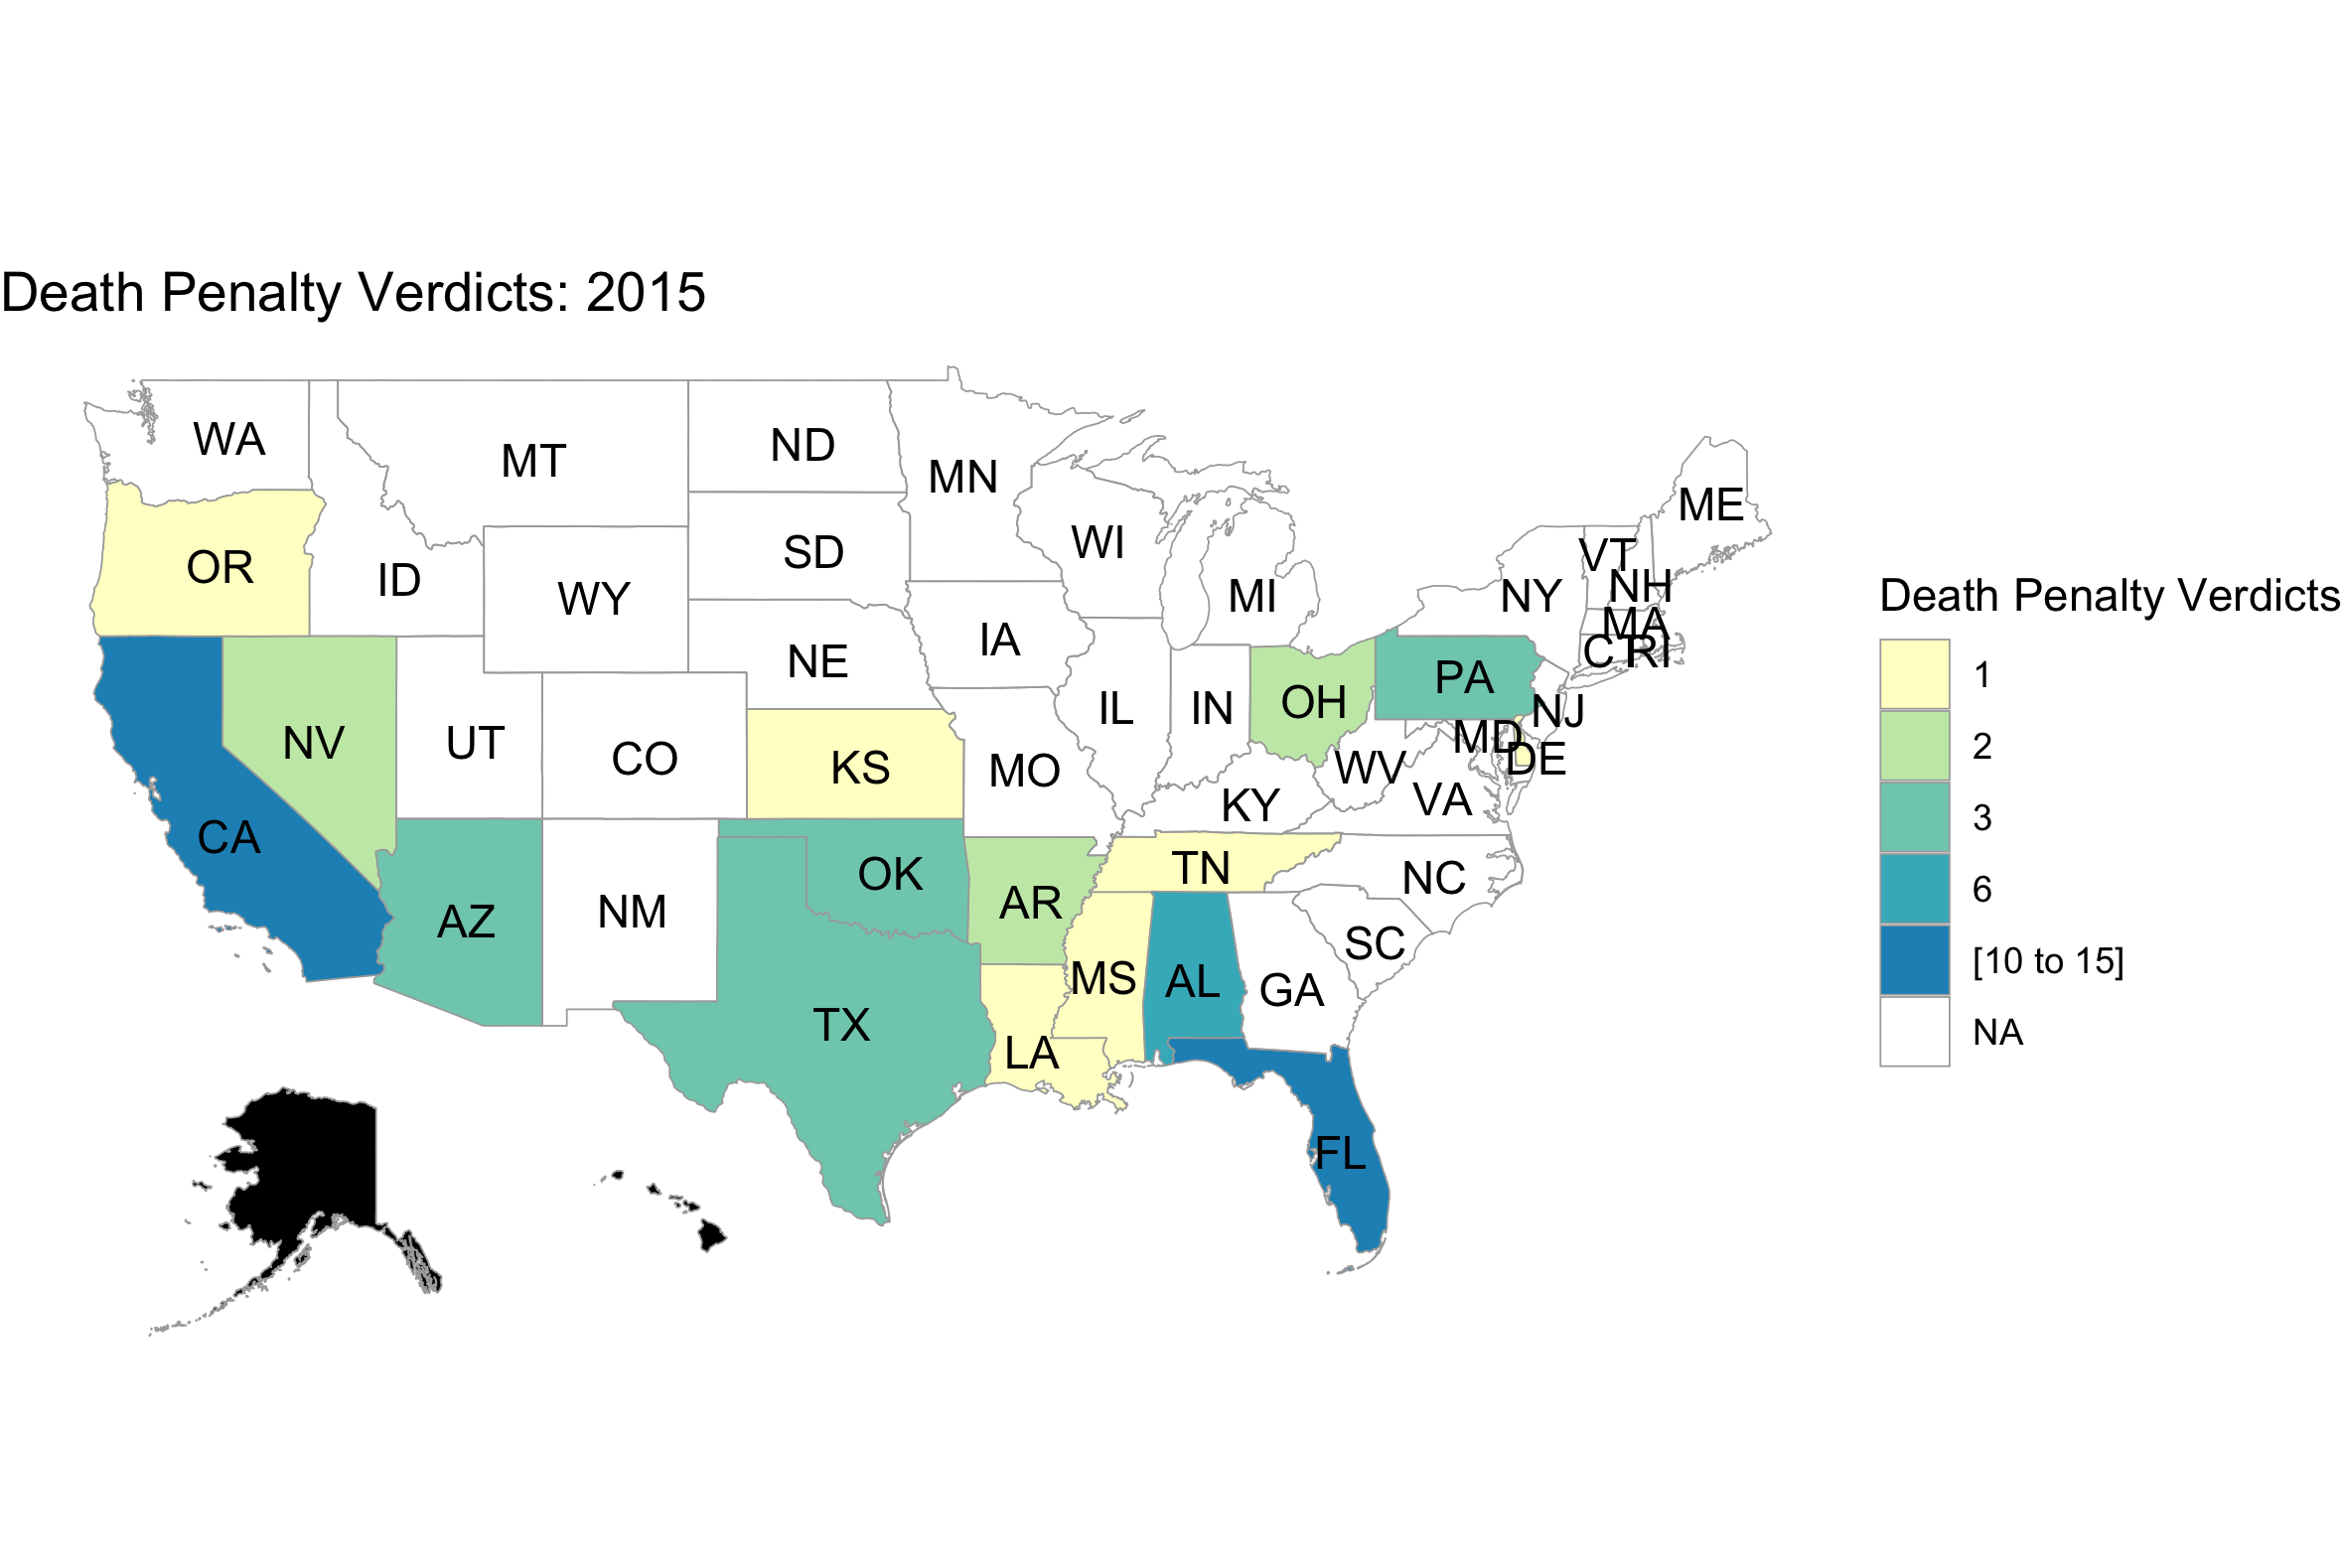 Death Penalty Verdicts: 2015
WA
MT
ND
MN
ME
OR
ID
WY
SD
WI
MI
NY
VT
NH
MA
CT
RI
NE
IA
PA
NJ
NV
UT
CO
KS
MO
IL
IN
OH
MD
DE
WV
VA
KY
CA
AZ
NM
OK
AR
TN
NC
SC
TX
LA
MS
AL
GA
FL
Death Penalty Verdicts
1
2
3
6
[10 to 15]
NA